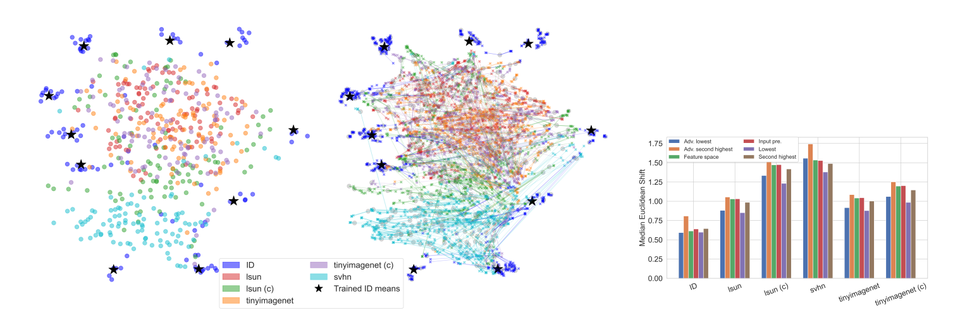 ID
lsun
lsun (c)
tinyimagenet
tinyimagenet (c)
svhn
Trained ID means
Median Euclidean Shift
1.75
1.50
1.25
1.00
0.75
0.50
0.25
0.00
Adv. lowest
Adv. second highest
Feature space
Input pre.
Lowest
Second highest
ID
lsun
lsun (c)
svhn
tinyimagenet
tinyimagenet (c)